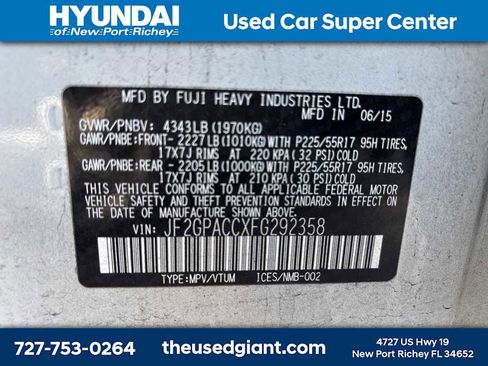 HYUNDAI
of New Port Richey
Used Car Super Center
MFD BY FUJI HEAVY INDUSTRIES LTD.
MFD IN 06/15
GVWR/PNBV: 4343LB (1970KG)
GAWR/PNBE:FRONT- 2227LB(1010KG)WITH P225/55R17 95H TIRES,
17X7J RIMS AT 220 KPA(32 PSI)COLD
GAWR/PNBE:REAR - 2205LB(1000KG)WITH P225/55R17 95H TIRES,
17X7J RIMS AT 210 KPA(30 PSI)COLD
THIS VEHICLE CONFORMS TO ALL APPLICABLE FEDERAL MOTOR
VEHICLE SAFETY, BUMPER, AND THEFT PREVENTION STANDARDS
IN EFFECT ON THE DATE OF MANUFACTURE SHOWN ABOVE.
VIN: JF2GPACCXFG292358
TYPE:MPV/VTUM ICES/NMB-002
727-753-0264
theusedgiant.com
4727 US Hwy 19
New Port Richey FL 34652